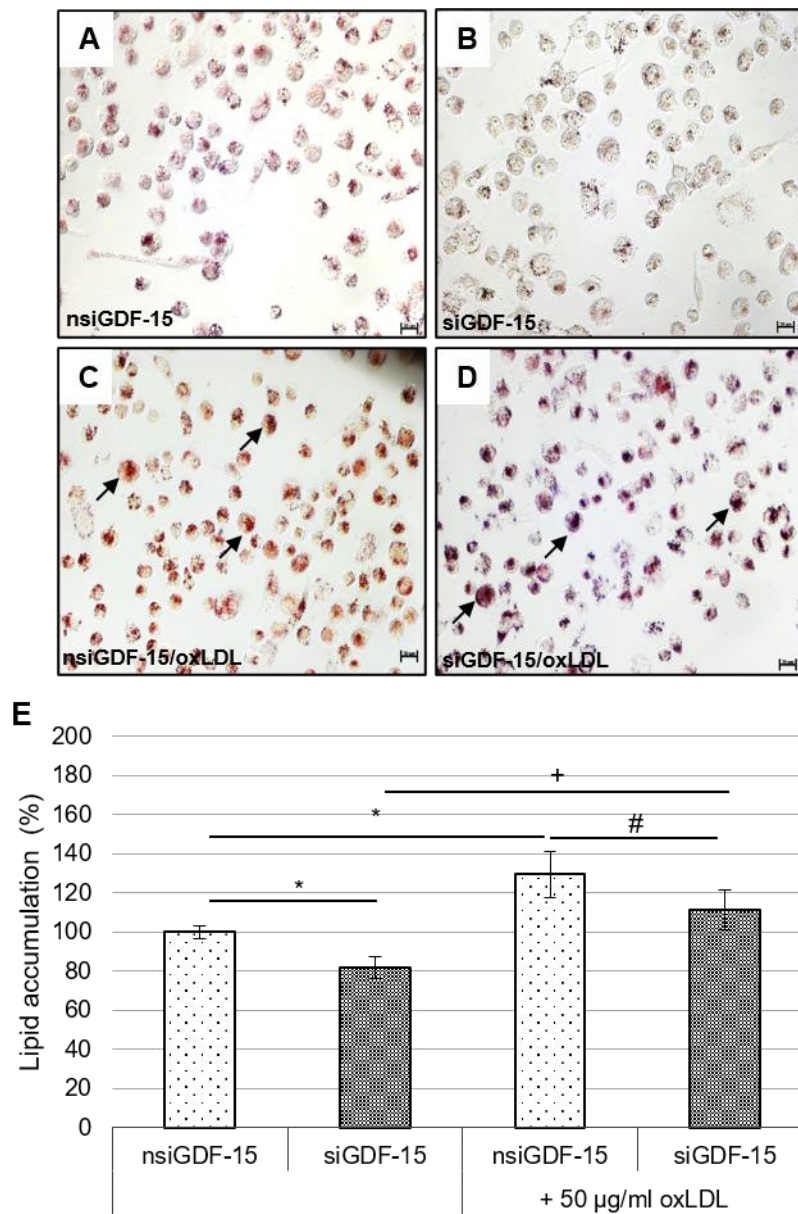 A
nsiGDF-15
B
siGDF-15
C
nsiGDF-15/oxLDL
D
siGDF-15/oxLDL
E
Lipid accumulation (%)
200
180
160
140
120
100
80
60
40
20
0
+
*
#
*
nsiGDF-15 siGDF-15 nsiGDF-15 siGDF-15
+ 50 µg/ml oxLDL